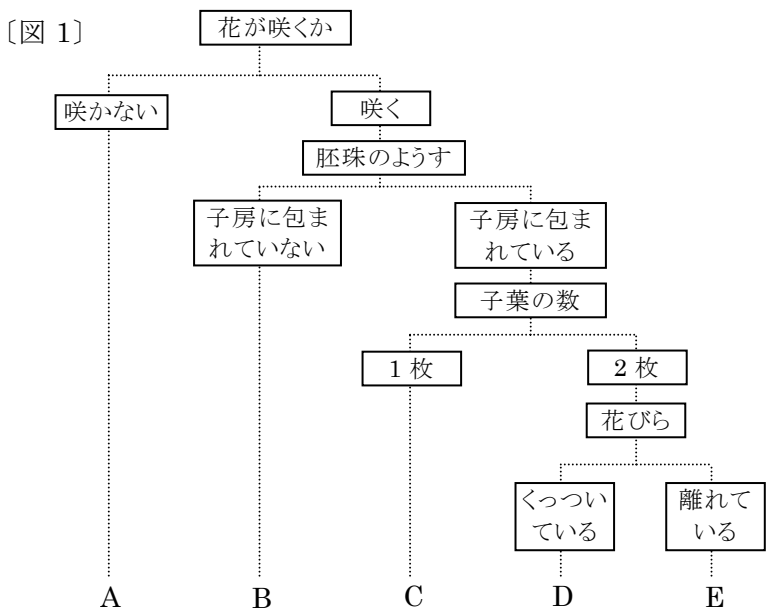 〔図 1〕
花が咲くか
咲かない
咲く
胚珠のようす
子房に包ま
れていない
子房に包ま
れている
子葉の数
1 枚
2 枚
花びら
くっつい
ている
離れて
いる
A
B
C
D
E